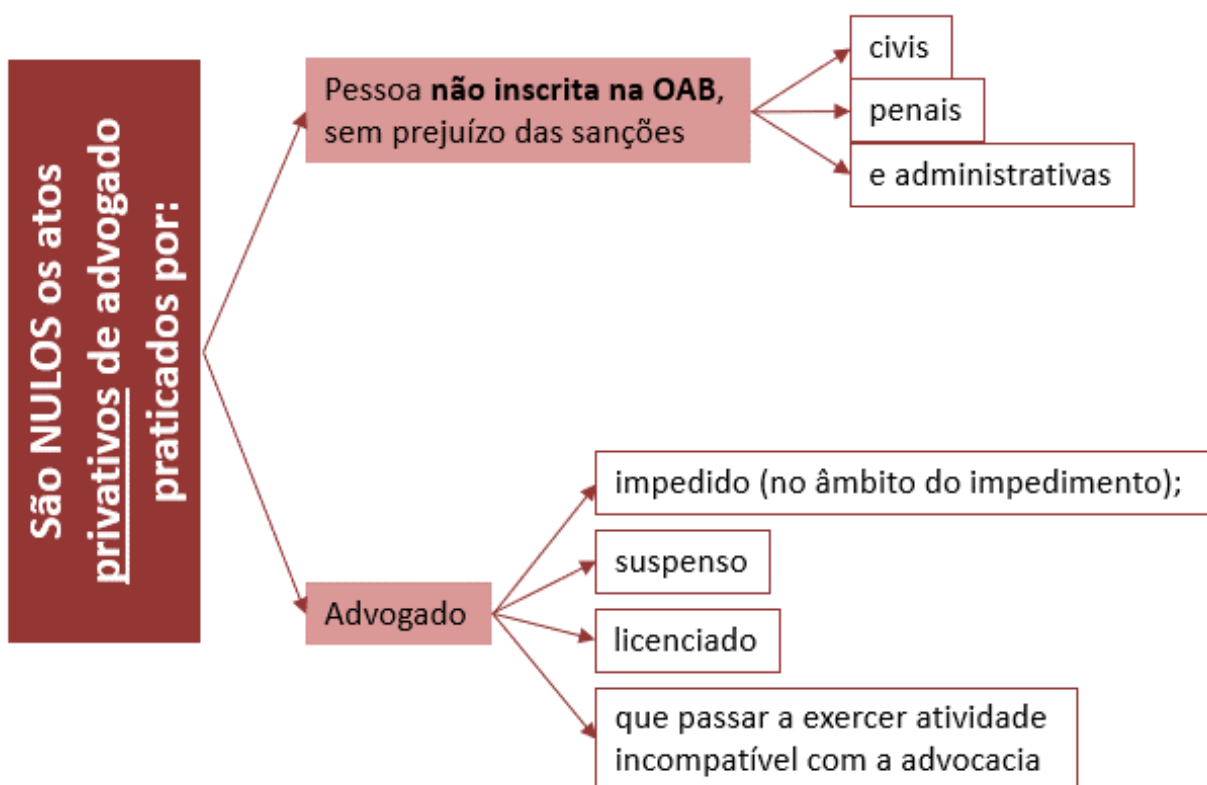 São NULOS os atos
privativos de advogado
praticados por:
Pessoa não inscrita na OAB,
sem prejuízo das sanções
civis
penais
e administrativas
Advogado
impedido (no âmbito do impedimento);
suspenso
licenciado
que passar a exercer atividade
incompatível com a advocacia